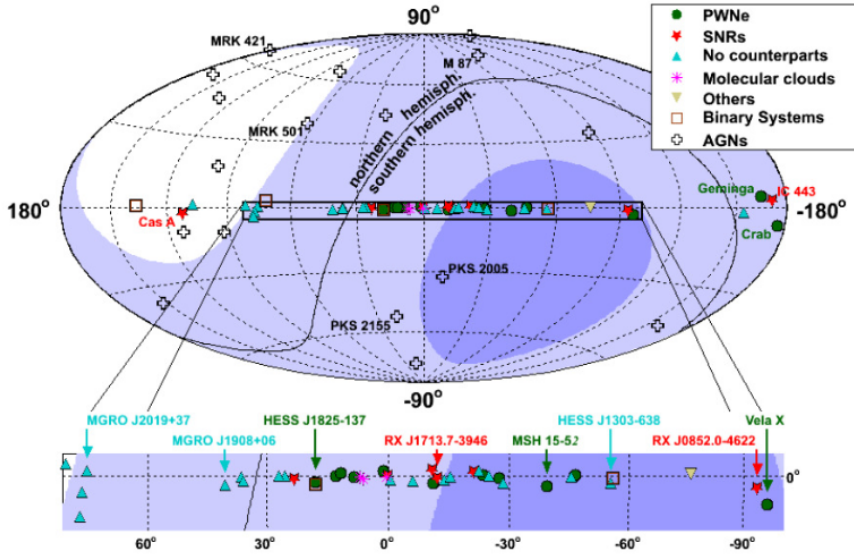 90°
PWNe
SNRs
No counterparts
Molecular clouds
Others
Binary Systems
AGNs
MRK 421
M 87
MRK 501
northern hemisph.
southern hemisph.
180°
-180°
Cas A
Geminga
IC 443
Crab
PKS 2005
PKS 2155
-90°
MGRO J2019+37
HESS J1825-137
HESS J1303-638
Vela X
MGRO J1908+06
RX J1713.7-3946
MSH 15-52
RX J0852.0-4622
0°
60°
30°
0°
-30°
-60°
-90°